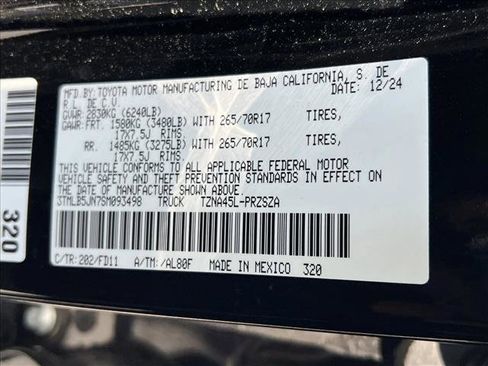 MFD. BY: TOYOTA MOTOR MANUFACTURING DE BAJA CALIFORNIA, S. DE
R.L. DE C.V. DATE: 12/24
GVWR: 2830KG (6240LB)
GAWR: FRT. 1580KG (3480LB) WITH 265/70R17 TIRES,
17X7.5J RIMS.
RR. 1485KG (3275LB) WITH 265/70R17 TIRES,
17X7.5J RIMS.
THIS VEHICLE CONFORMS TO ALL APPLICABLE FEDERAL MOTOR
VEHICLE SAFETY AND THEFT PREVENTION STANDARDS IN EFFECT ON
THE DATE OF MANUFACTURE SHOWN ABOVE.
3TMLB5JN7SM093498 TRUCK TZNA45L-PRZSZA
C/TR: 202/FD11 A/TM: /AL80F MADE IN MEXICO 320
320